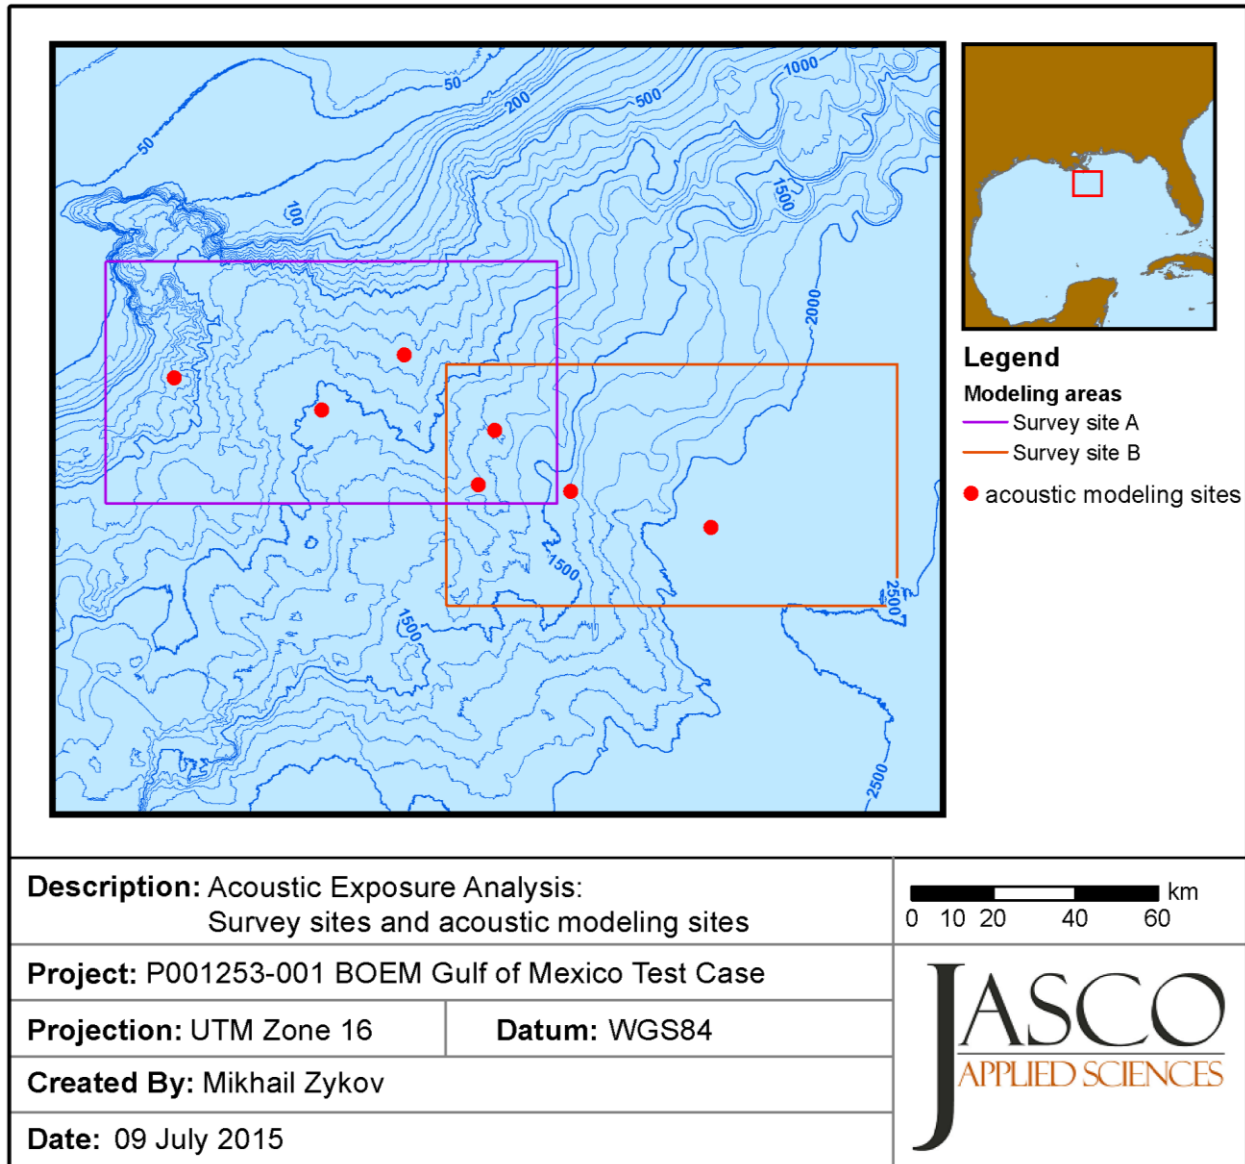 50
1000
500
200
50
100
1500
2000
1500
1500
2500
2500
Legend
Modeling areas
Survey site A
Survey site B
acoustic modeling sites
Description: Acoustic Exposure Analysis:
Survey sites and acoustic modeling sites
km
0 10 20 40 60
Project: P001253-001 BOEM Gulf of Mexico Test Case
Projection: UTM Zone 16 Datum: WGS84
Created By: Mikhail Zykov
Date: 09 July 2015
JASCO
APPLIED SCIENCES